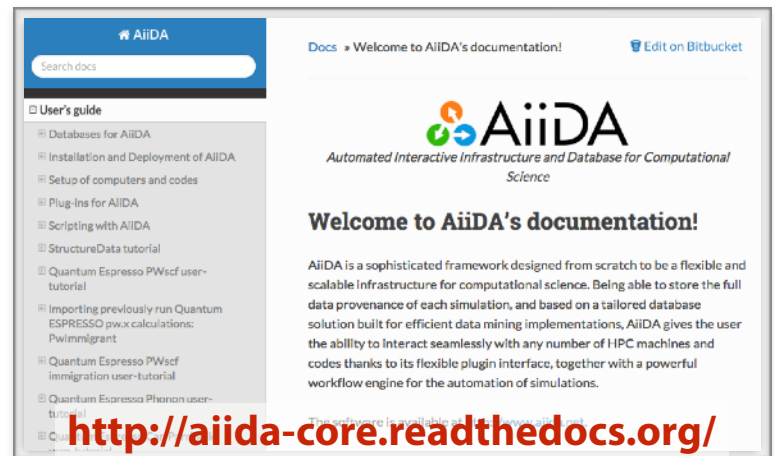 AiiDA
Search docs
User's guide
Databases for AiiDA
Installation and Deployment of AIIDA
Setup of computers and codes
Plug-ins for AiiDA
Scripting with AIIDA
StructureData tutorial
Quantum Espresso PWscf user-
tutorial
Importing previously run Quantum
ESPRESSO pw.x calculations:
PwImmigrant
Quantum Espresso PWscf
immigration user-tutorial
Quantum Espresso Phonon user-
tutorial
Docs » Welcome to AiiDA's documentation!
Edit on Bitbucket
AiiDA
Automated Interactive Infrastructure and Database for Computational
Science
Welcome to AiiDA's documentation!
AiiDA is a sophisticated framework designed from scratch to be a flexible and
scalable infrastructure for computational science. Being able to store the full
data provenance of each simulation, and based on a tailored database
solution built for efficient data mining implementations, AiiDA gives the user
the ability to interact seamlessly with any number of HPC machines and
codes thanks to its flexible plugin interface, together with a powerful
workflow engine for the automation of simulations.
The software is available at
http://aiida-core.readthedocs.org/